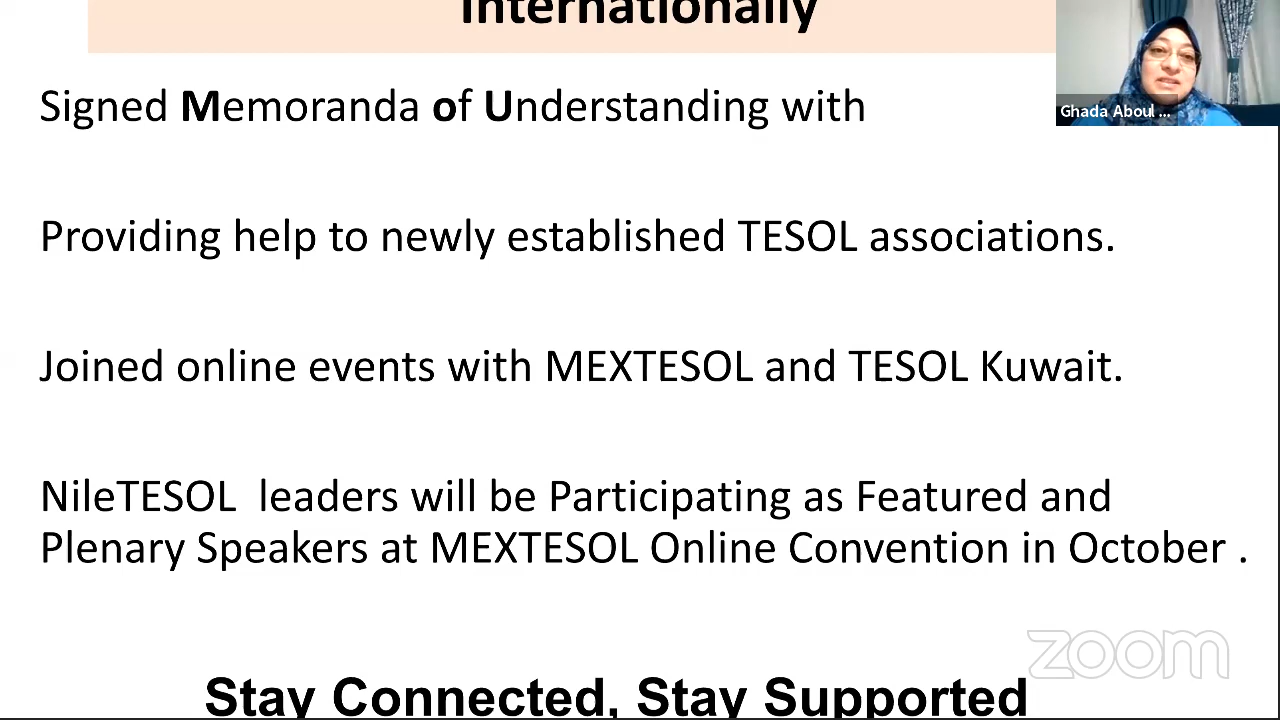 Internationally
Signed Memoranda of Understanding with
Ghada Aboul ...
Providing help to newly established TESOL associations.
Joined online events with MEXTESOL and TESOL Kuwait.
NileTESOL leaders will be Participating as Featured and
Plenary Speakers at MEXTESOL Online Convention in October .
zoom
Stay Connected, Stay Supported